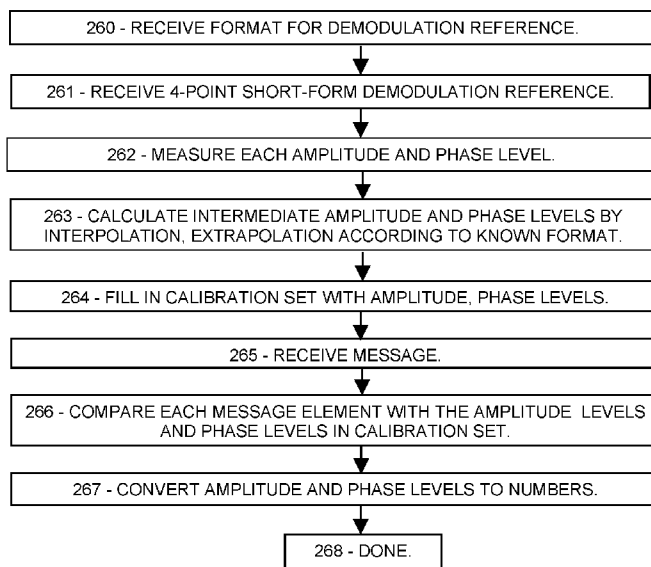 260 - RECEIVE FORMAT FOR DEMODULATION REFERENCE.
261 - RECEIVE 4-POINT SHORT-FORM DEMODULATION REFERENCE.
262 - MEASURE EACH AMPLITUDE AND PHASE LEVEL.
263 - CALCULATE INTERMEDIATE AMPLITUDE AND PHASE LEVELS BY
INTERPOLATION, EXTRAPOLATION ACCORDING TO KNOWN FORMAT.
264 - FILL IN CALIBRATION SET WITH AMPLITUDE, PHASE LEVELS.
265 - RECEIVE MESSAGE.
266 - COMPARE EACH MESSAGE ELEMENT WITH THE AMPLITUDE LEVELS
AND PHASE LEVELS IN CALIBRATION SET.
267 - CONVERT AMPLITUDE AND PHASE LEVELS TO NUMBERS.
268 - DONE.